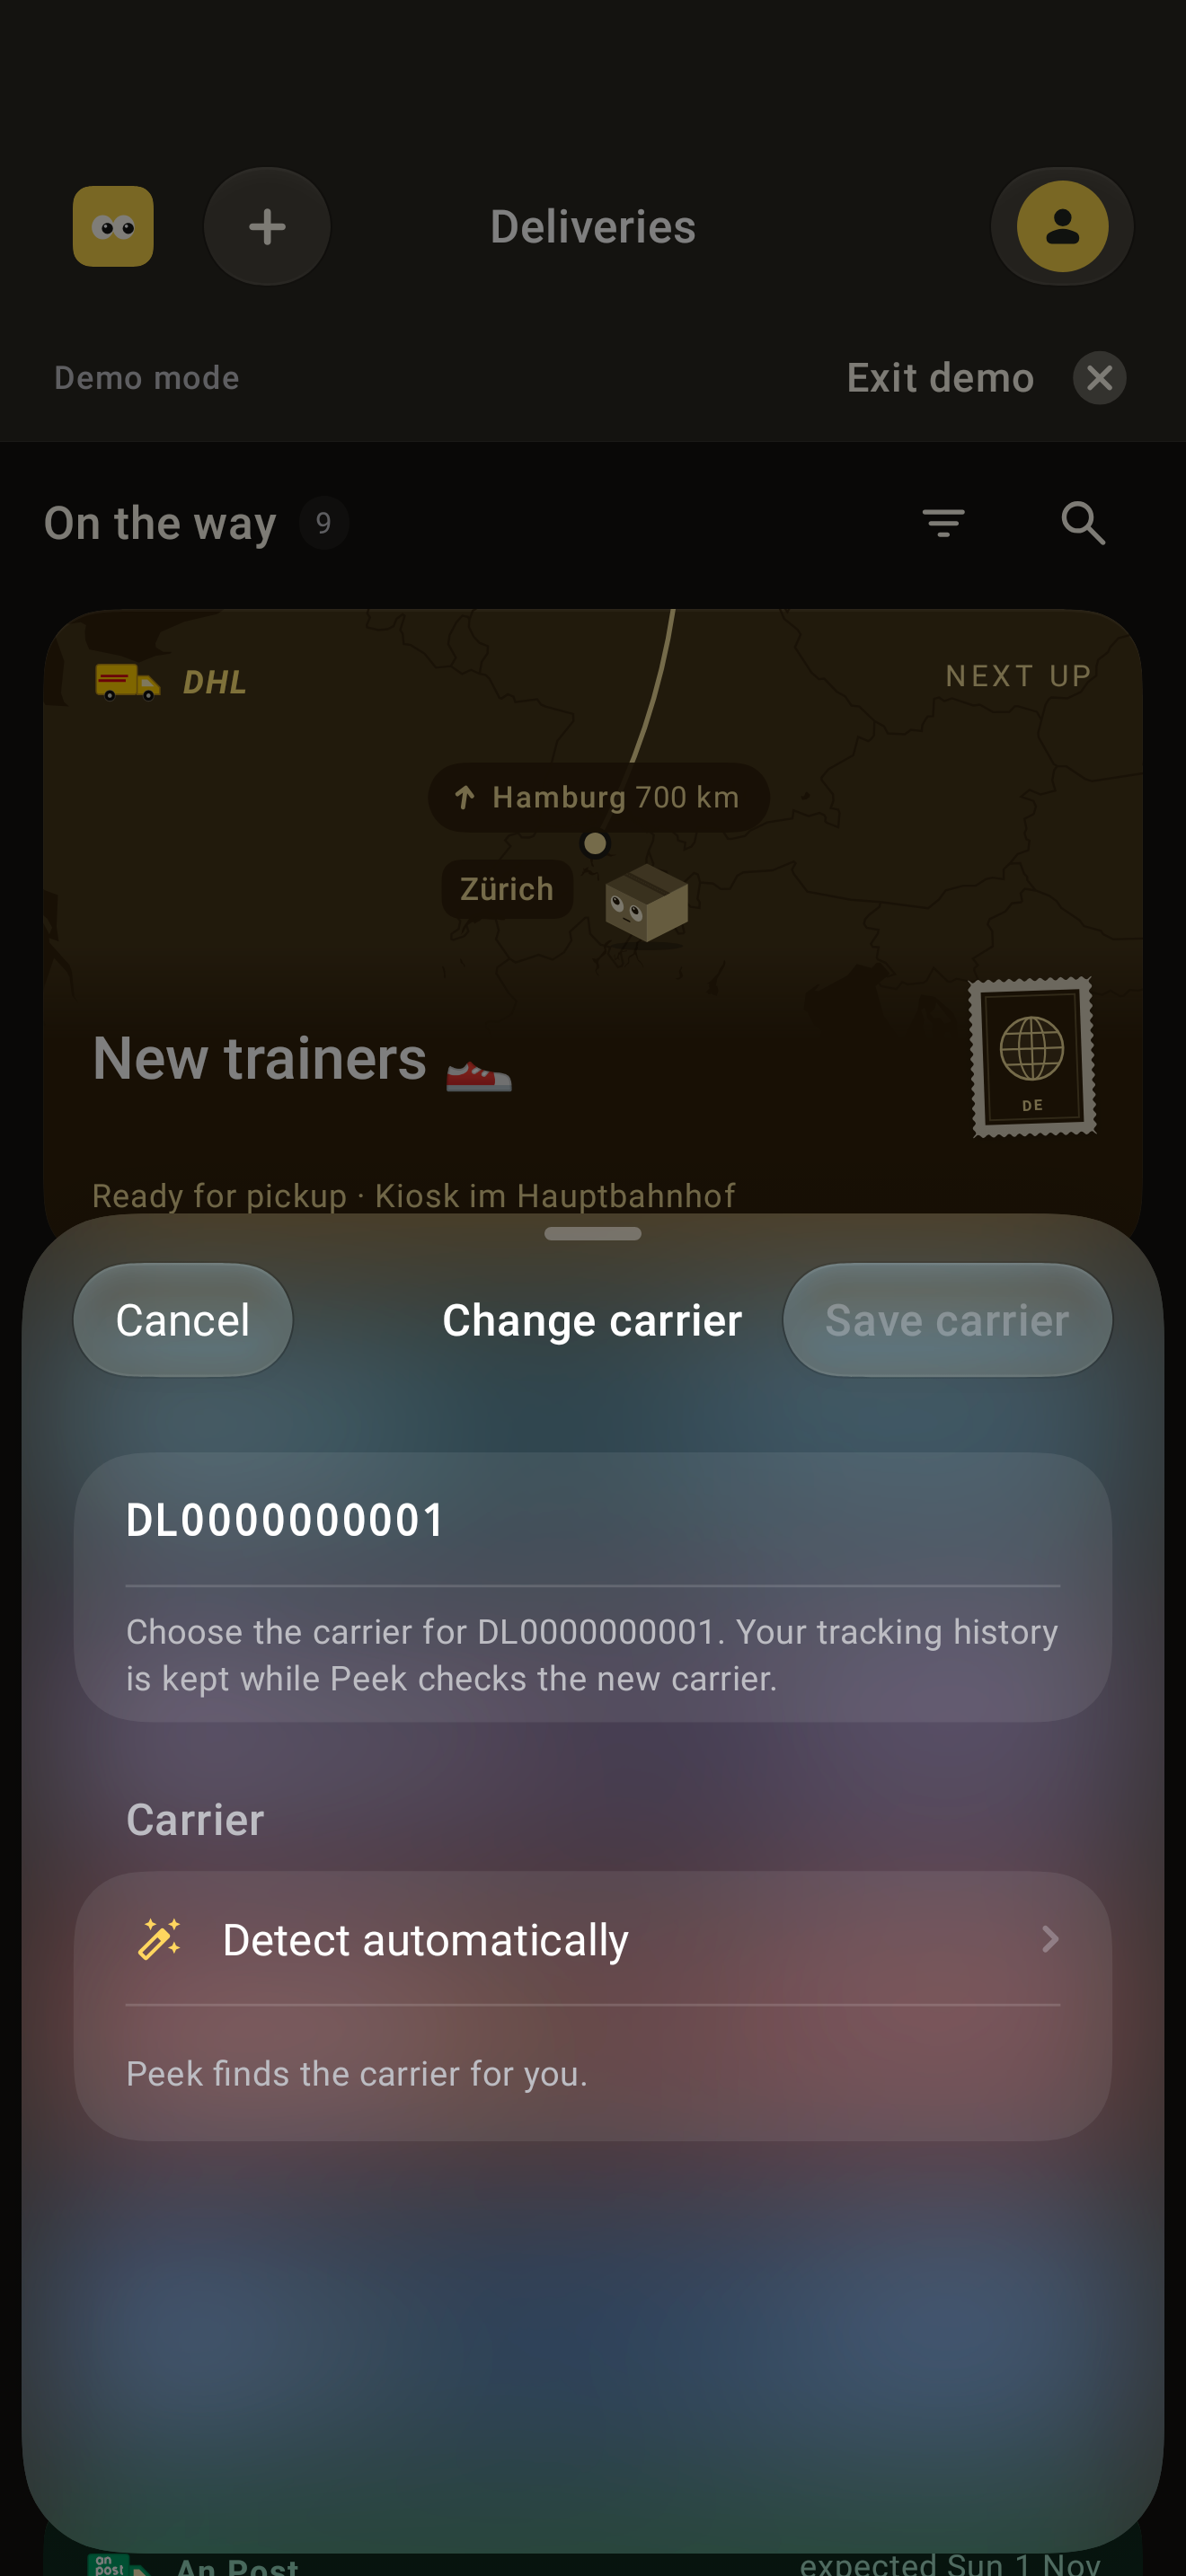 Deliveries
Demo mode
Exit demo
On the way 9
DHL
NEXT UP
Hamburg 700 km
Zürich
New trainers
DE
Ready for pickup · Kiosk im Hauptbahnhof
Cancel
Change carrier
Save carrier
DL0000000001
Choose the carrier for DL0000000001. Your tracking history
is kept while Peek checks the new carrier.
Carrier
Detect automatically
Peek finds the carrier for you.
an
post
An Post
expected Sun 1 Nov